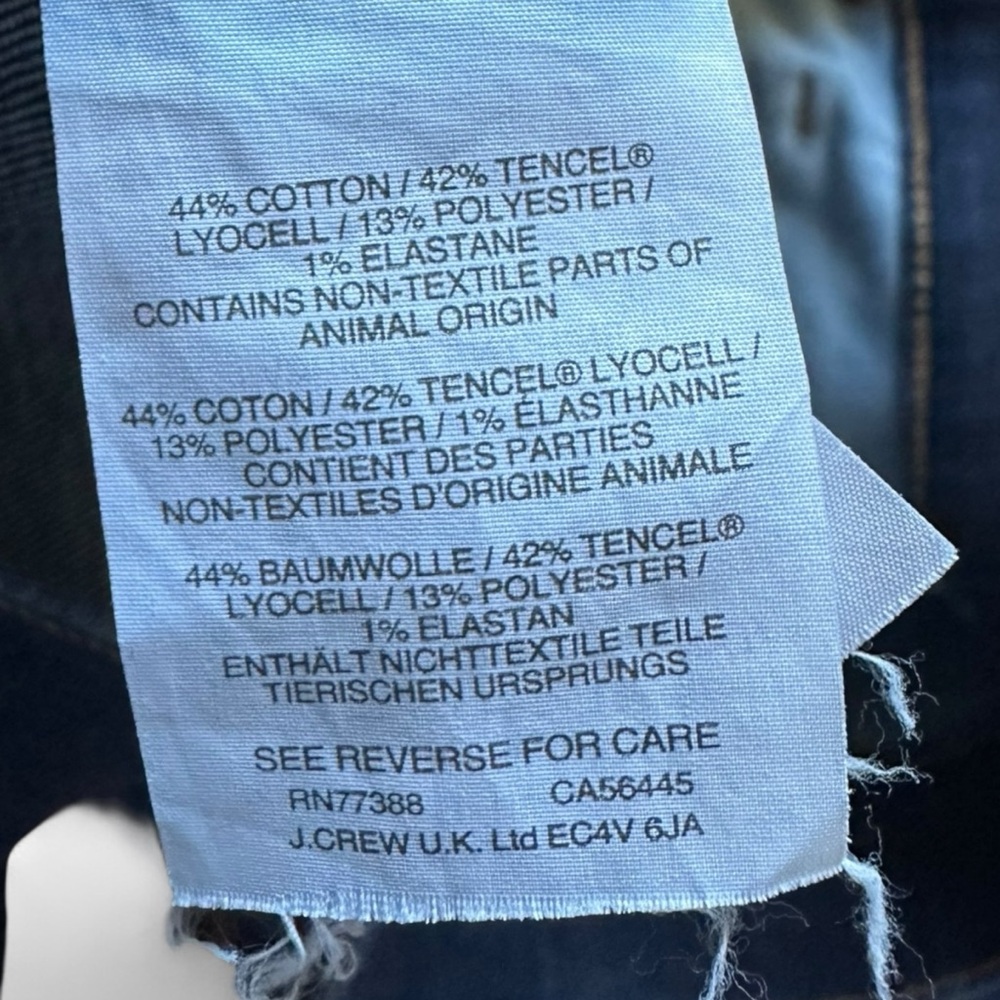 44% COTTON / 42% TENCEL®
LYOCELL / 13% POLYESTER /
1% ELASTANE
CONTAINS NON-TEXTILE PARTS OF
ANIMAL ORIGIN
44% COTON / 42% TENCEL® LYOCELL /
13% POLYESTER / 1% ÉLASTHANNE
CONTIENT DES PARTIES
NON-TEXTILES D'ORIGINE ANIMALE
44% BAUMWOLLE / 42% TENCEL®
LYOCELL / 13% POLYESTER /
1% ELASTAN
ENTHÄLT NICHTTEXTILE TEILE
TIERISCHEN URSPRUNGS
SEE REVERSE FOR CARE
RN77388 CA56445
J.CREW U.K. Ltd EC4V 6JA